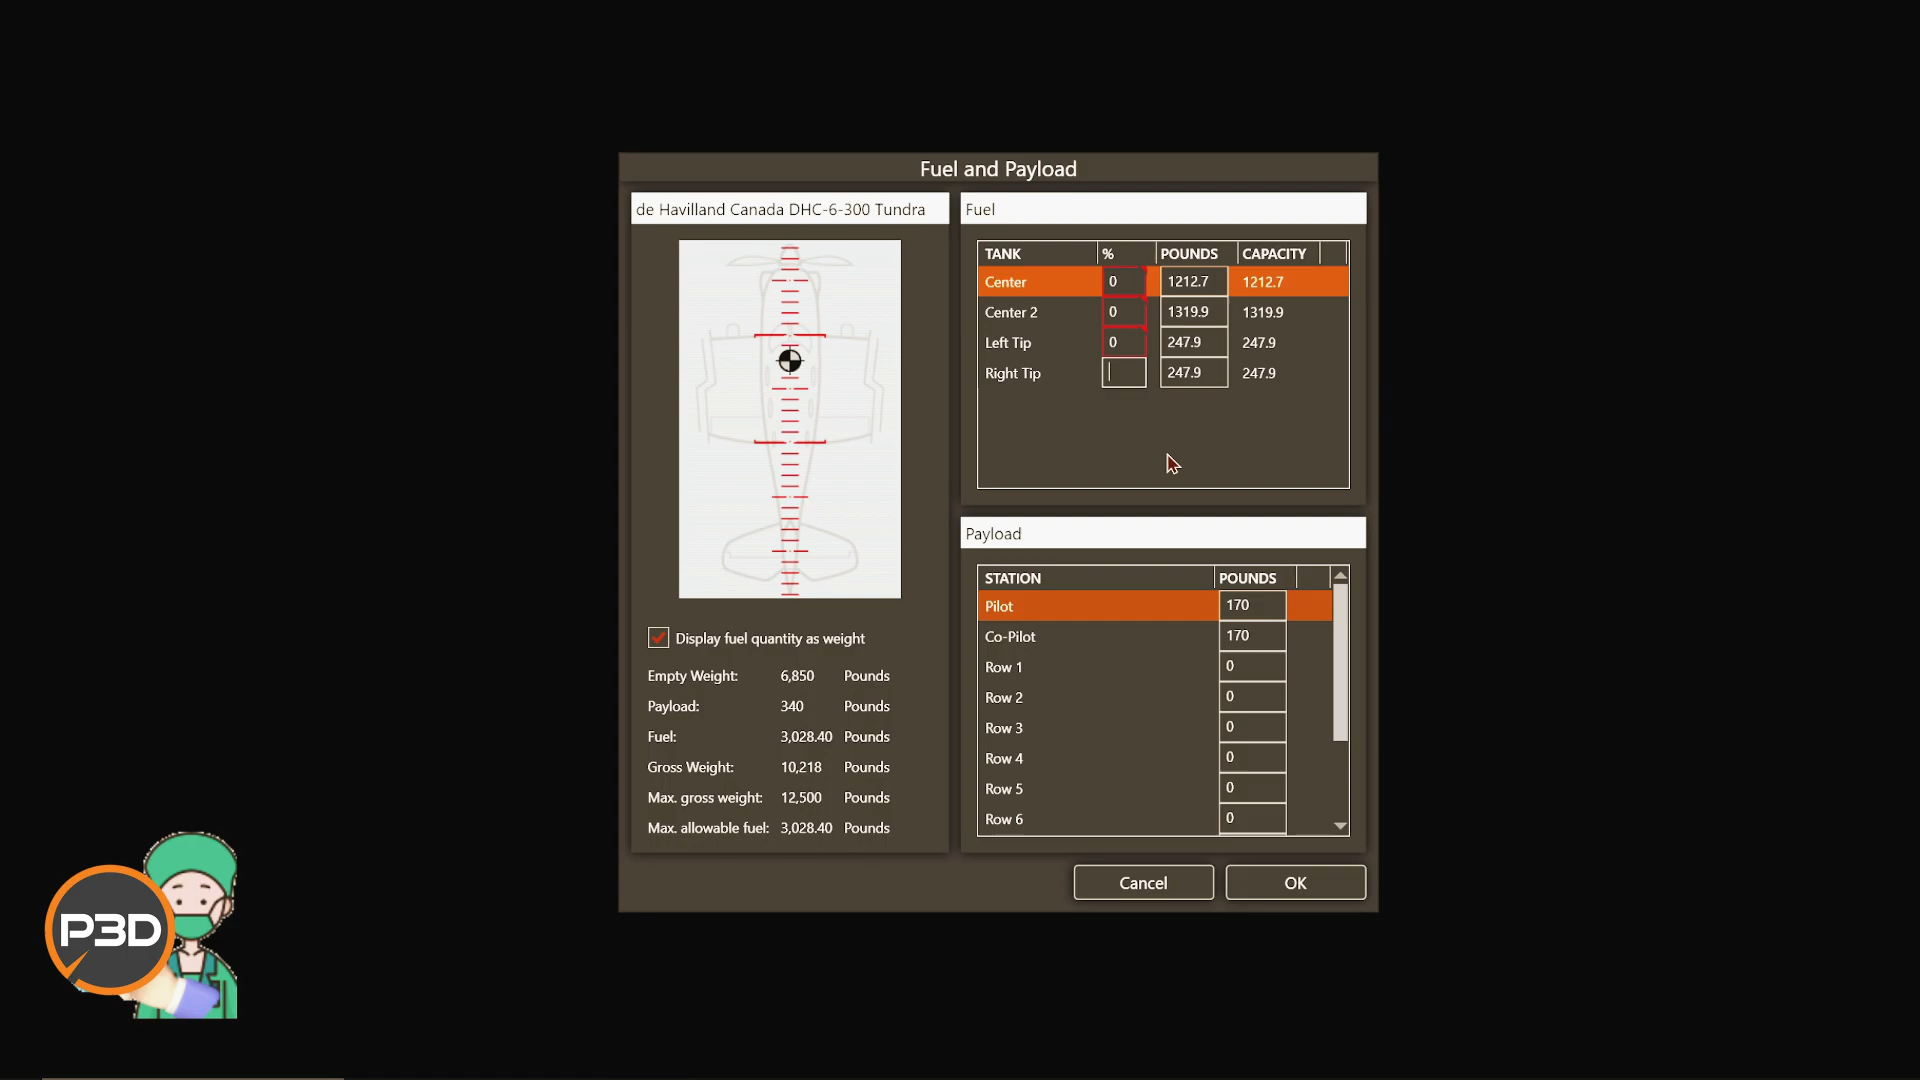 Fuel and Payload
de Havilland Canada DHC-6-300 Tundra
Display fuel quantity as weight
Empty Weight: 6,850 Pounds
Payload: 340 Pounds
Fuel: 3,028.40 Pounds
Gross Weight: 10,218 Pounds
Max. gross weight: 12,500 Pounds
Max. allowable fuel: 3,028.40 Pounds
Fuel
TANK % POUNDS CAPACITY
Center 0 1212.7 1212.7
Center 2 0 1319.9 1319.9
Left Tip 0 247.9 247.9
Right Tip 247.9 247.9
Payload
STATION POUNDS
Pilot 170
Co-Pilot 170
Row 1 0
Row 2 0
Row 3 0
Row 4 0
Row 5 0
Row 6 0
Cancel OK
P3D